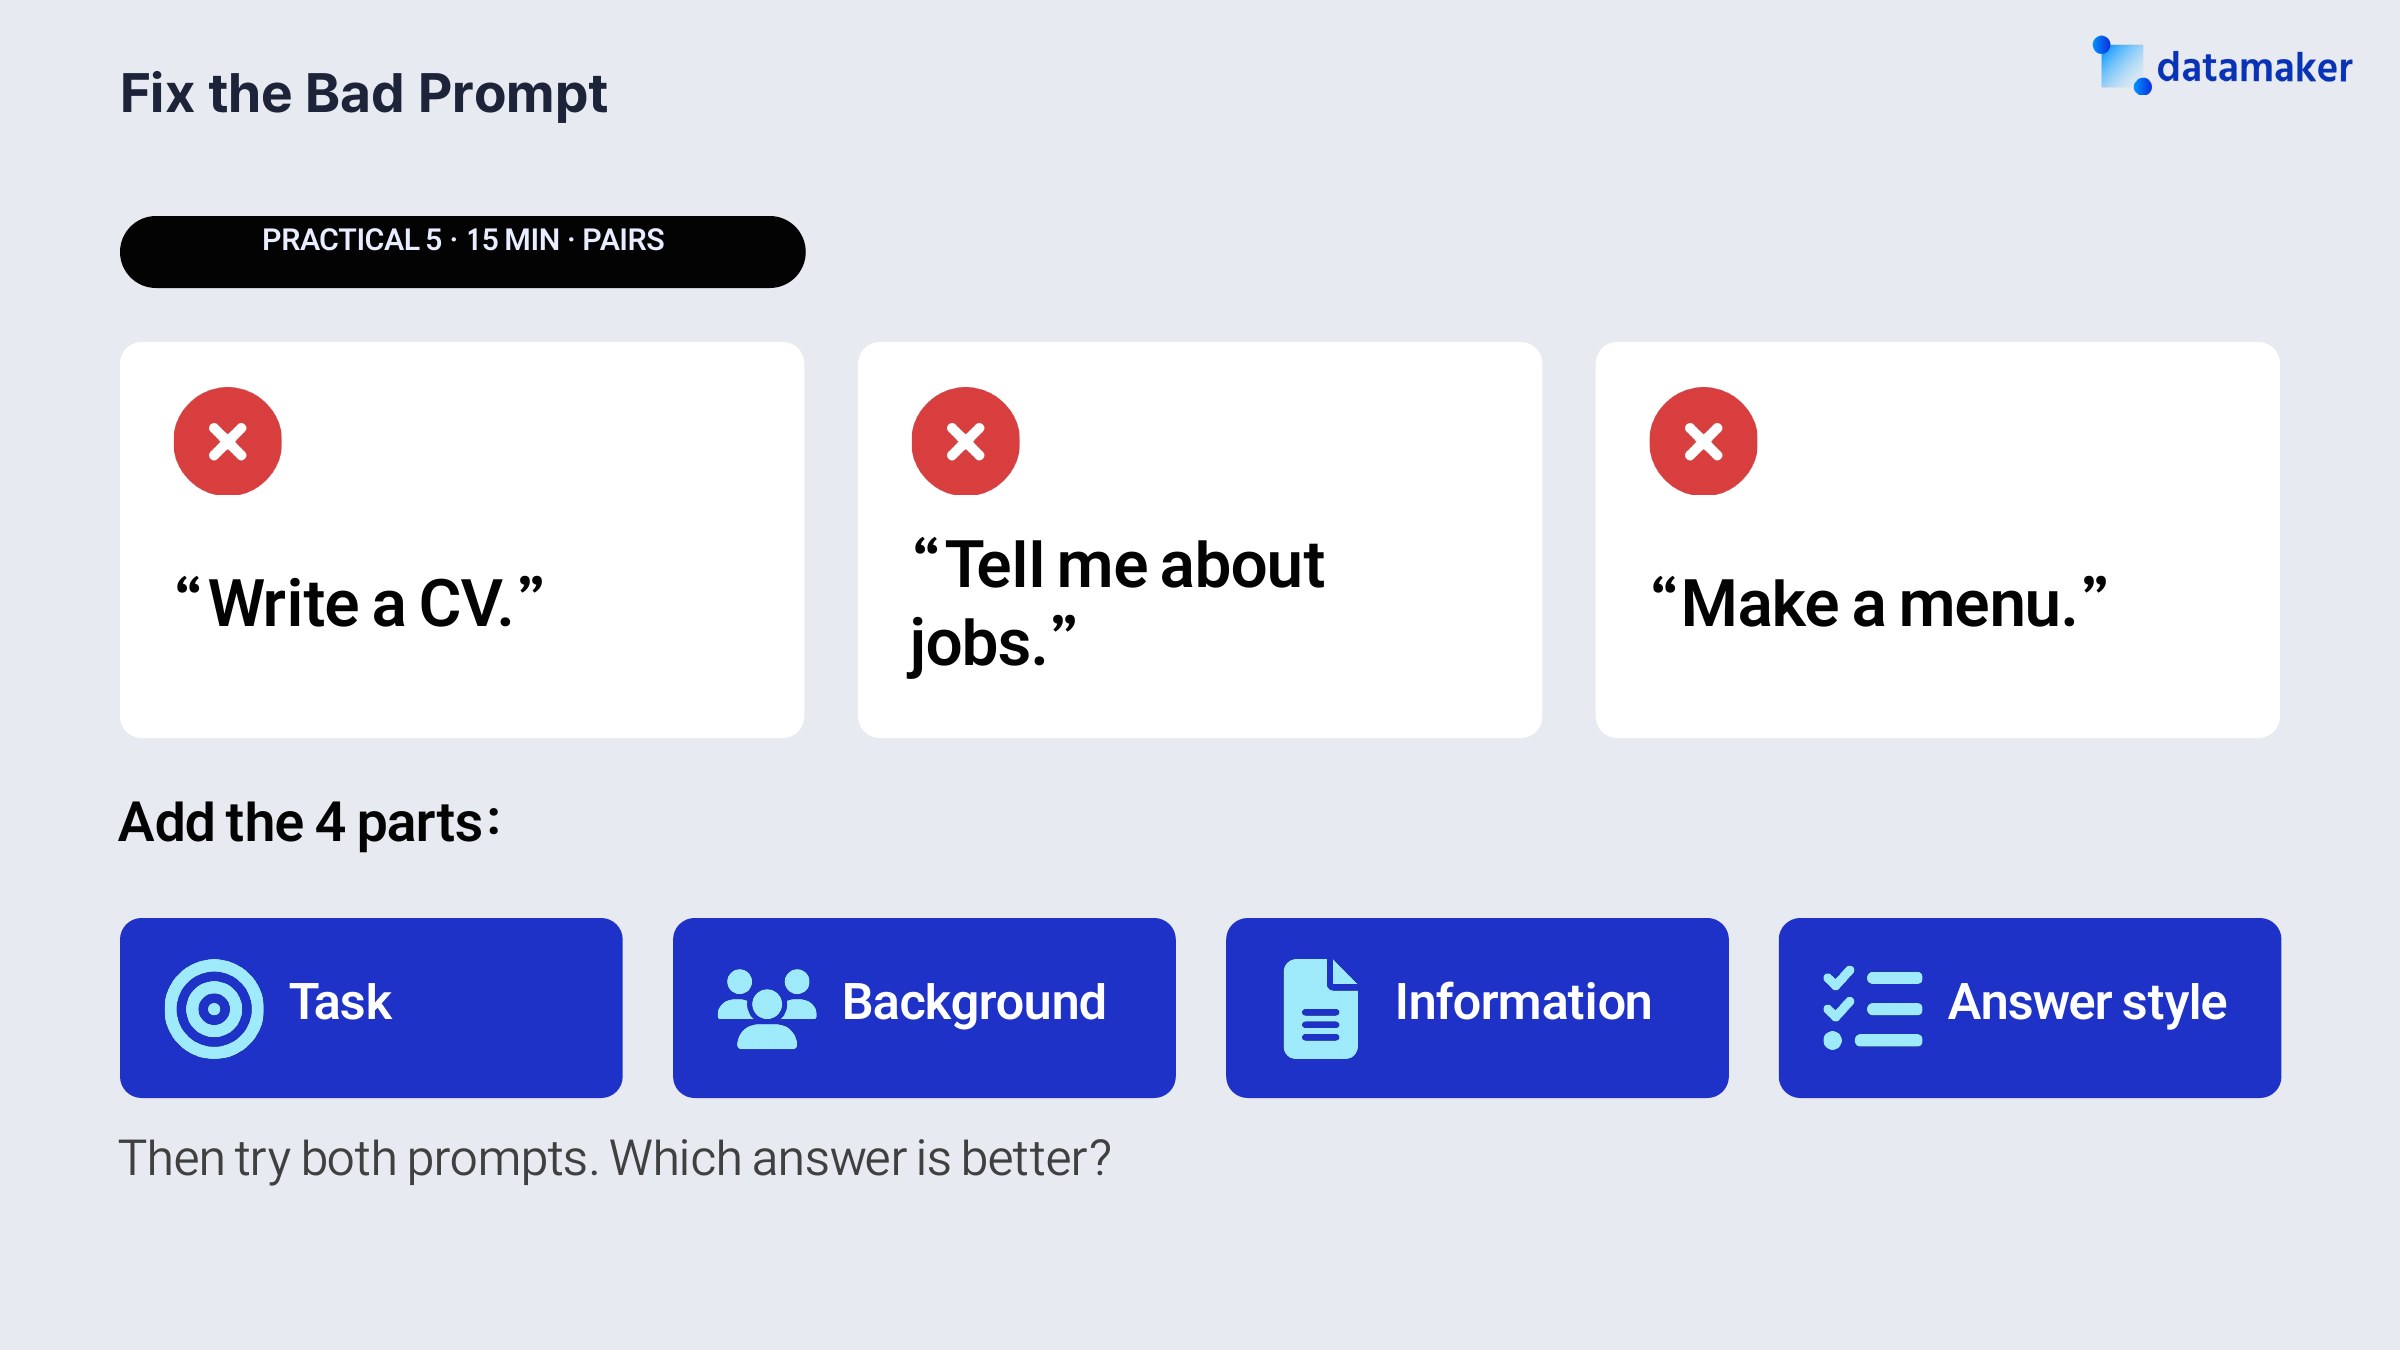 Fix the Bad Prompt
datamaker
PRACTICAL 5 · 15 MIN · PAIRS
“Write a CV.”
“Tell me about
jobs.”
“Make a menu.”
Add the 4 parts:
Task
Background
Information
Answer style
Then try both prompts. Which answer is better?